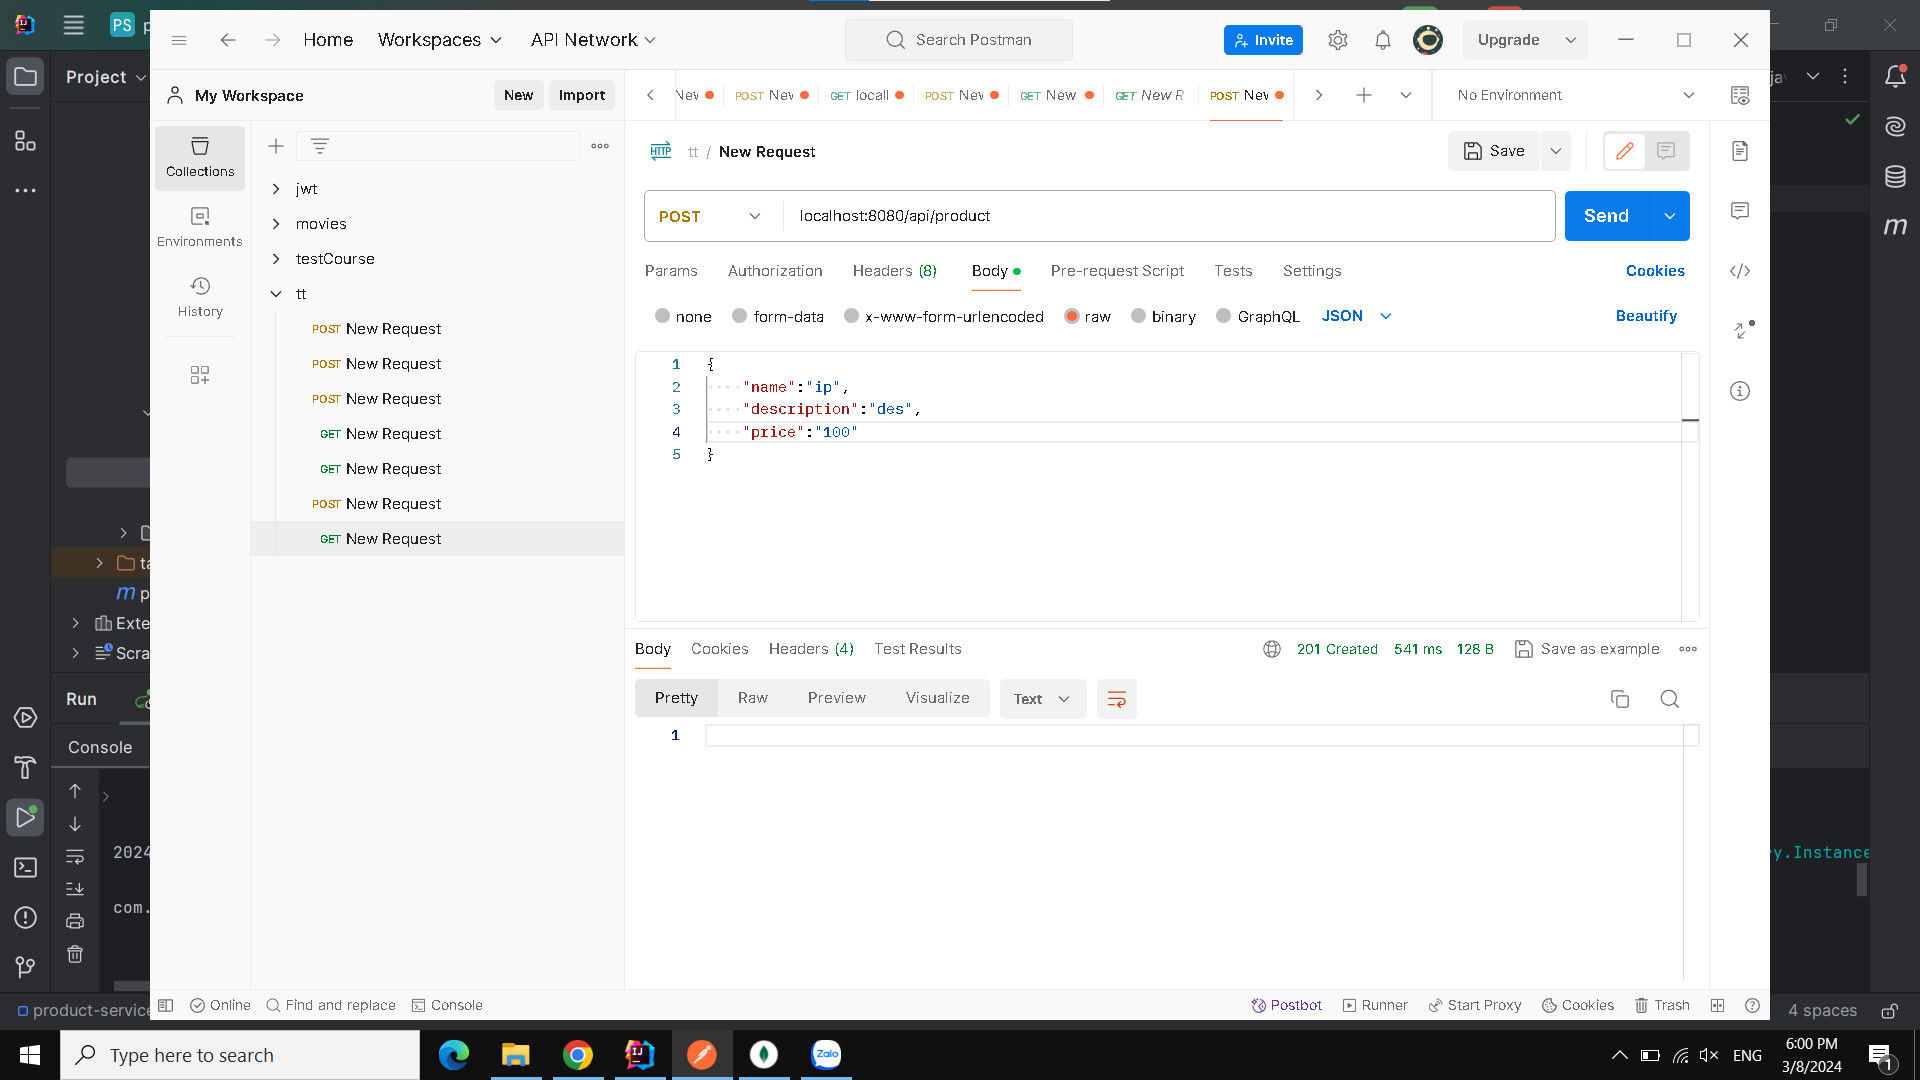 PS
Home
Workspaces
API Network
Search Postman
Invite
Upgrade
Project
My Workspace
New
Import
POST
GET locall
POST
GET New
GET New R
POST
No Environment
Collections
Environments
History
jwt
movies
testCourse
tt
POST New Request
POST New Request
POST New Request
GET New Request
GET New Request
POST New Request
GET New Request
HTTP
tt / New Request
Save
POST
localhost:8080/api/product
Send
Params
Authorization
Headers (8)
Body
Pre-request Script
Tests
Settings
Cookies
none
form-data
x-www-form-urlencoded
raw
binary
GraphQL
JSON
Beautify
1 {
2 "name":"ip",
3 "description":"des",
4 "price":"100"
5 }
Body
Cookies
Headers (4)
Test Results
201 Created
541 ms
128 B
Save as example
Pretty
Raw
Preview
Visualize
Text
1
Run
Console
2024
com.
y.Instance
Online
Find and replace
Console
Postbot
Runner
Start Proxy
Cookies
Trash
product-service
4 spaces
Type here to search
Zalo
ENG
6:00 PM
3/8/2024
1